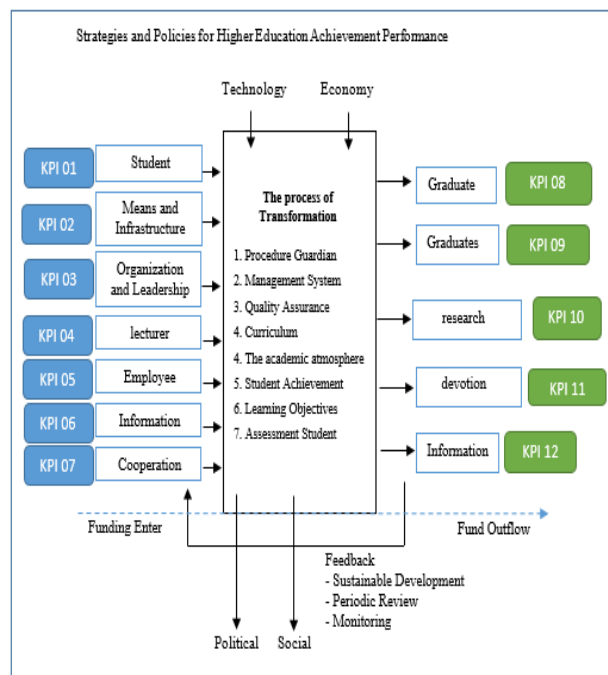 Strategies and Policies for Higher Education Achievement Performance
Technology
Economy
KPI 01
Student
KPI 02
Means and
Infrastructure
KPI 03
Organization
and Leadership
KPI 04
lecturer
KPI 05
Employee
KPI 06
Information
KPI 07
Cooperation
The process of
Transformation
1. Procedure Guardian
2. Management System
3. Quality Assurance
4. Curriculum
4. The academic atmosphere
5. Student Achievement
6. Learning Objectives
7. Assessment Student
Graduate
KPI 08
Graduates
KPI 09
research
KPI 10
devotion
KPI 11
Information
KPI 12
Funding Enter
Fund Outflow
Feedback
- Sustainable Development
- Periodic Review
- Monitoring
Political
Social